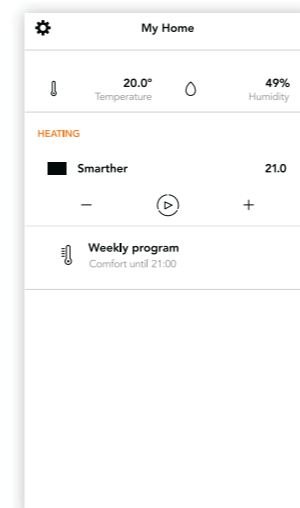 My Home
20.0° 49%
Temperature Humidity
HEATING
Smarther 21.0
Weekly program
Comfort until 21:00